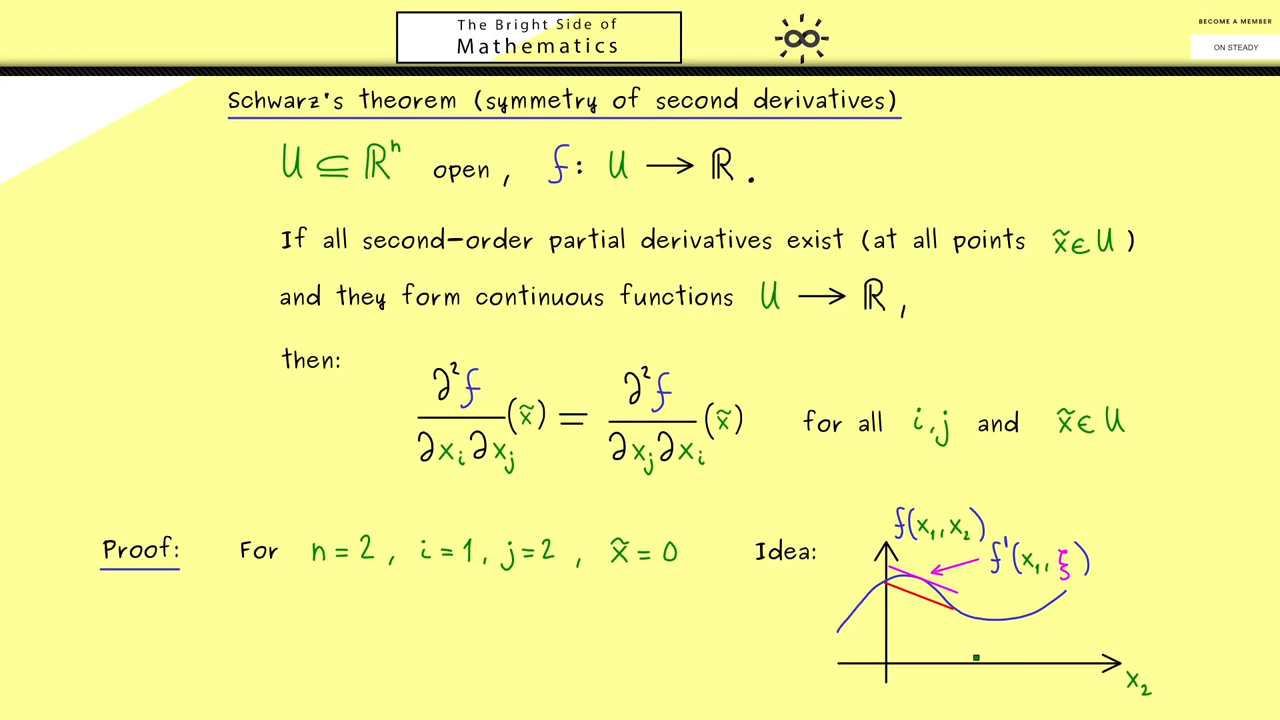 The Bright Side of
Mathematics
BECOME A MEMBER
ON STEADY
Schwarz's theorem (symmetry of second derivatives)
U ⊆ ℝⁿ open, f: U ⟶ ℝ.
If all second-order partial derivatives exist (at all points x̃ ∈ U)
and they form continuous functions U ⟶ ℝ,
then:
∂²f/∂xᵢ∂xⱼ (x̃) = ∂²f/∂xⱼ∂xᵢ (x̃) for all i,j and x̃ ∈ U
Proof: For n = 2, i = 1, j = 2, x̃ = 0 Idea:
f(x₁, x₂)
f'(x₁, ξ)
x₂